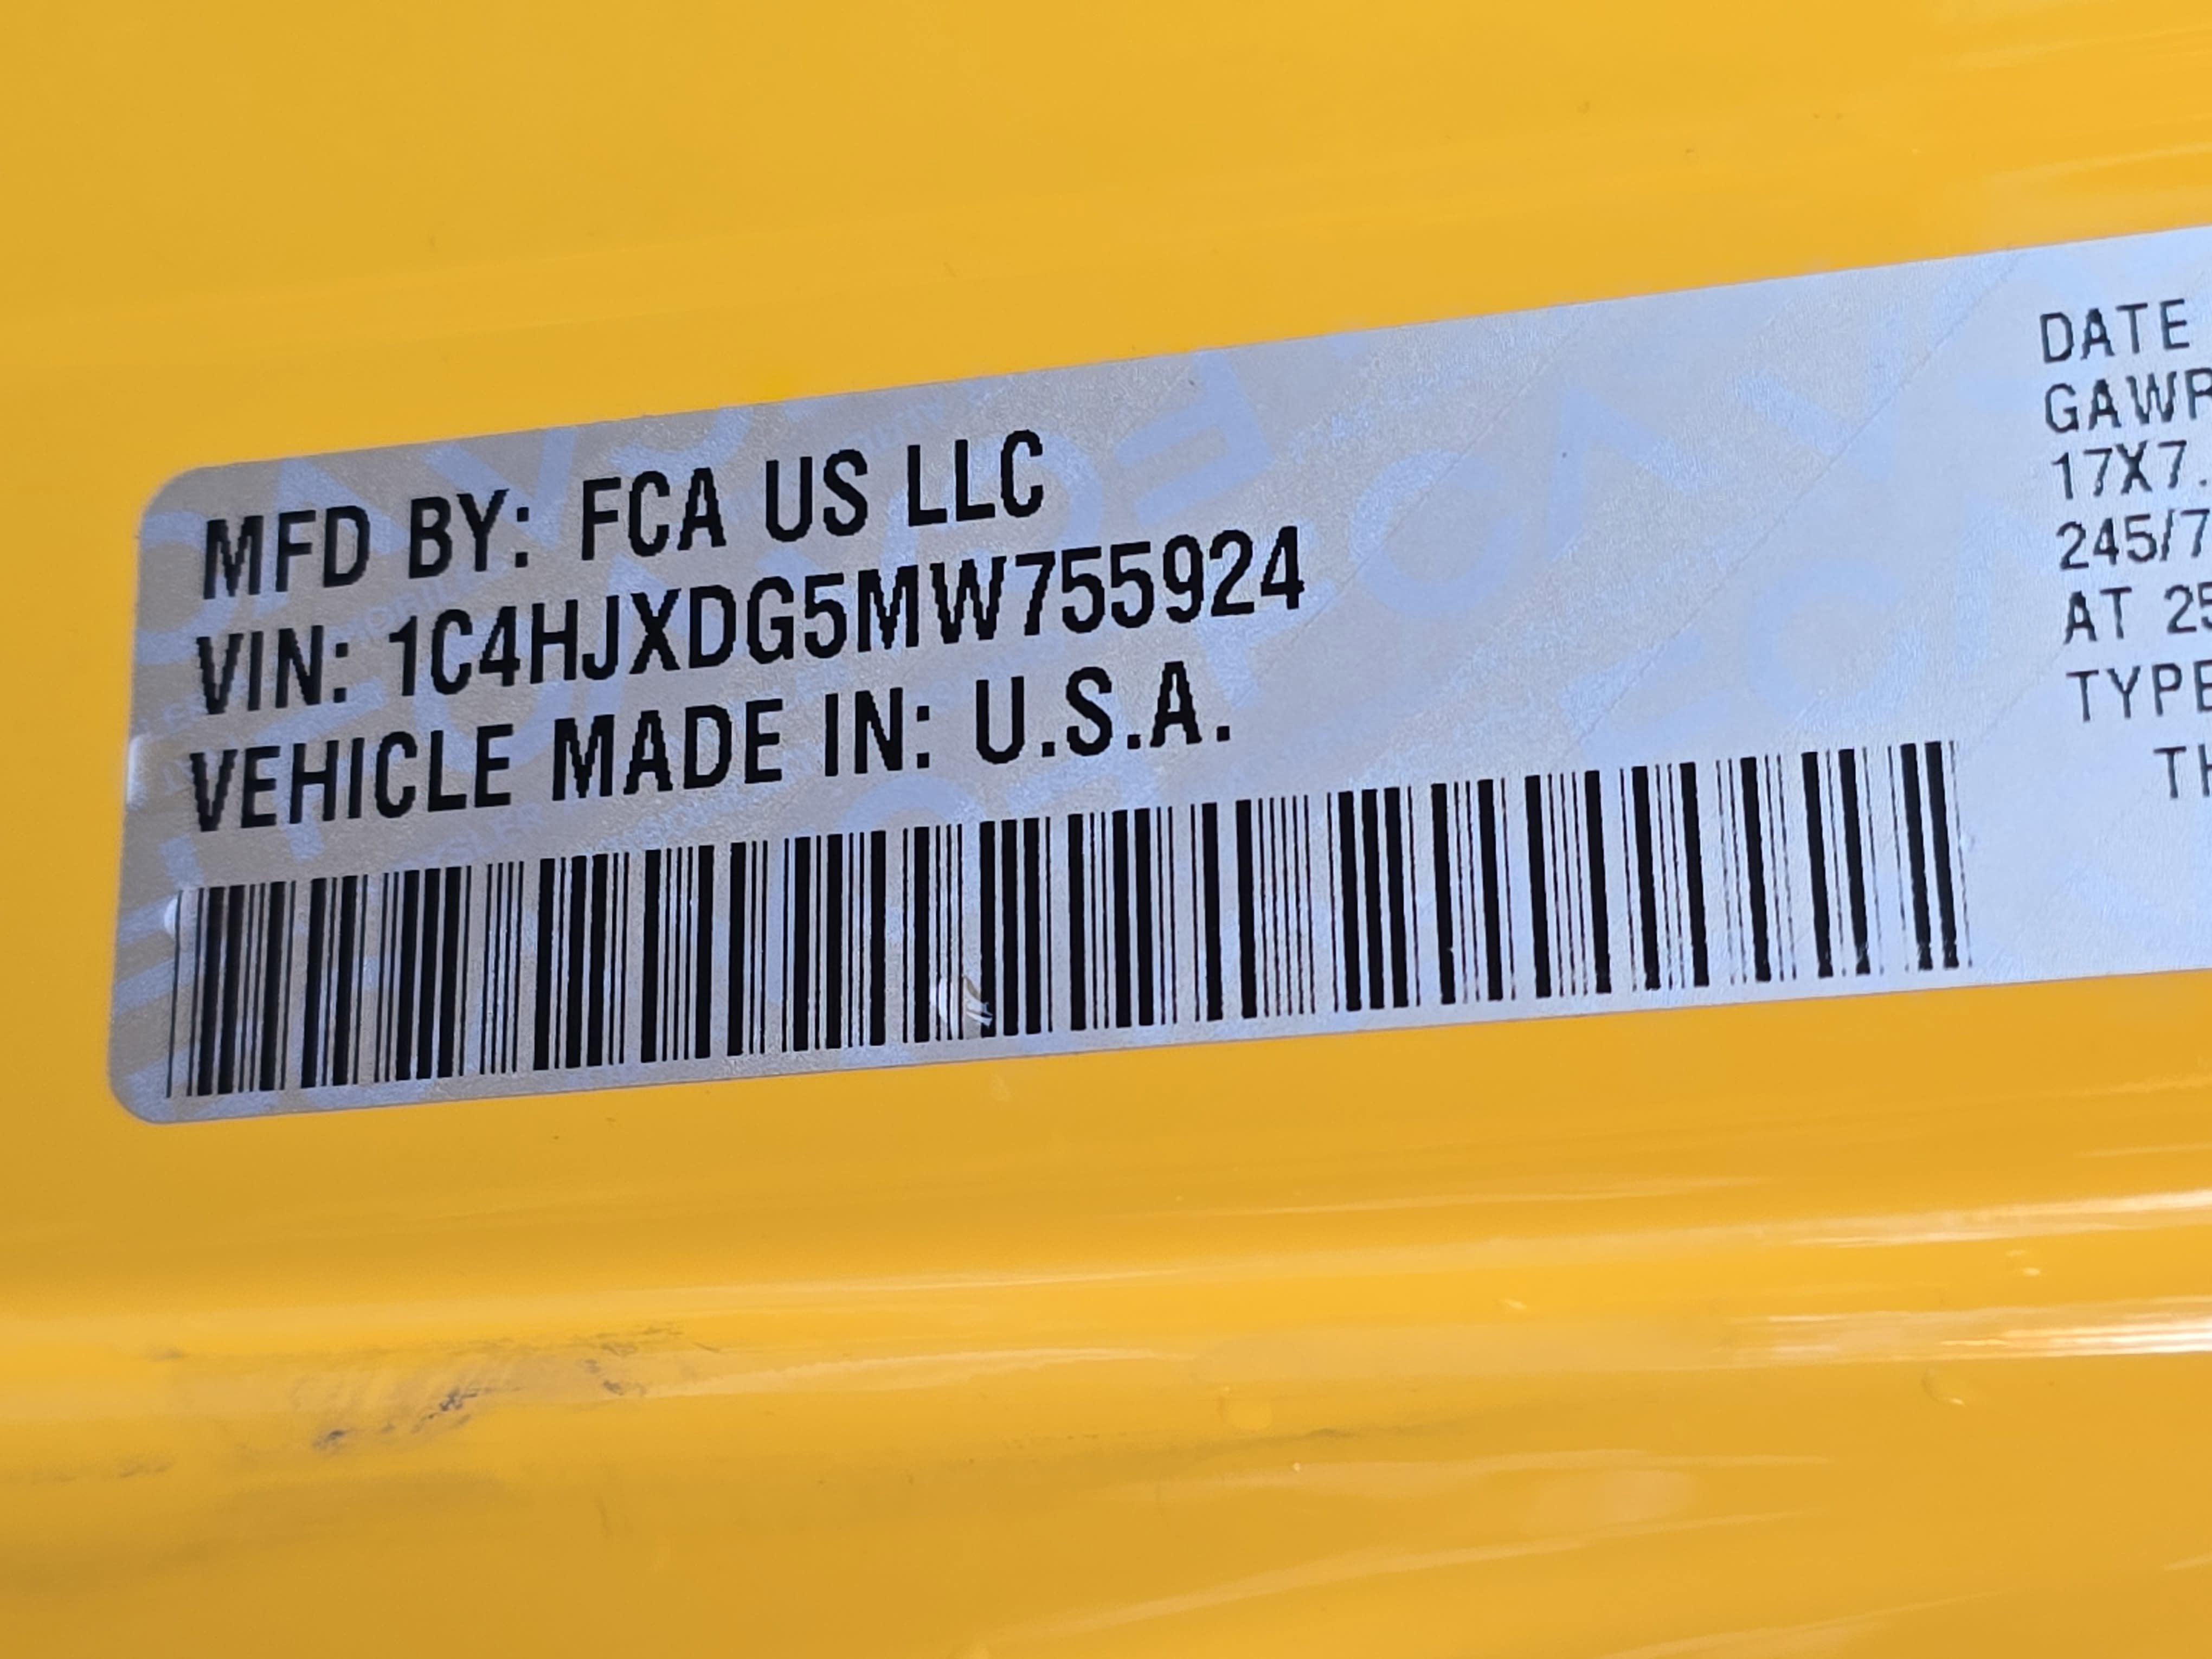 MFD BY: FCA US LLC
VIN: 1C4HJXDG5MW755924
VEHICLE MADE IN: U.S.A.
DATE
GAWR
17X7.
245/7
AT 25
TYPE
TH